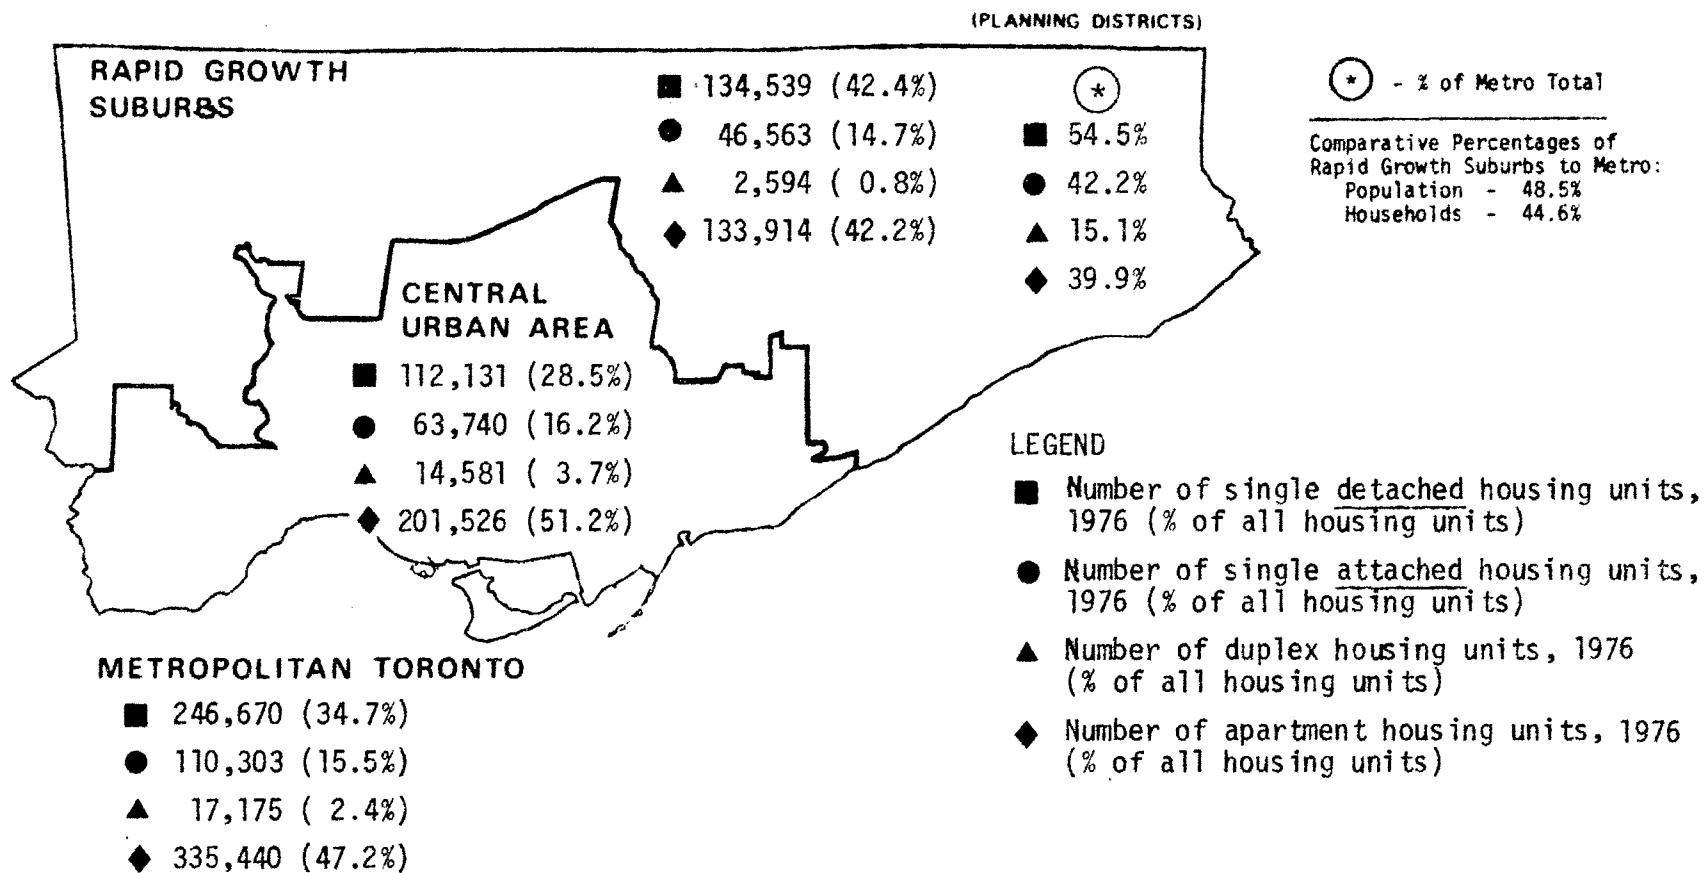 (PLANNING DISTRICTS)
RAPID GROWTH
SUBURBS
■ 134,539 (42.4%)
● 46,563 (14.7%)
▲ 2,594 ( 0.8%)
◆ 133,914 (42.2%)
*
■ 54.5%
● 42.2%
▲ 15.1%
◆ 39.9%
* - % of Metro Total
Comparative Percentages of
Rapid Growth Suburbs to Metro:
Population - 48.5%
Households - 44.6%
CENTRAL
URBAN AREA
■ 112,131 (28.5%)
● 63,740 (16.2%)
▲ 14,581 ( 3.7%)
◆ 201,526 (51.2%)
METROPOLITAN TORONTO
■ 246,670 (34.7%)
● 110,303 (15.5%)
▲ 17,175 ( 2.4%)
◆ 335,440 (47.2%)
LEGEND
■ Number of single detached housing units,
1976 (% of all housing units)
● Number of single attached housing units,
1976 (% of all housing units)
▲ Number of duplex housing units, 1976
(% of all housing units)
◆ Number of apartment housing units, 1976
(% of all housing units)